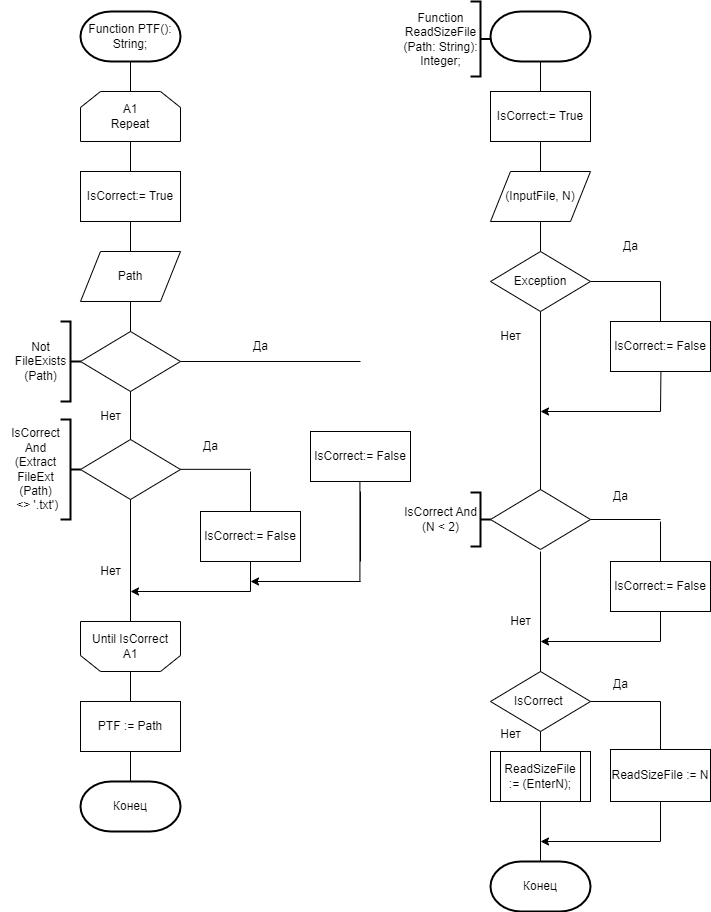 Function PTF():
String;
A1
Repeat
IsCorrect:= True
Path
Not
FileExists
(Path)
Да
Нет
IsCorrect
And
(Extract
FileExt
(Path)
<> '.txt')
Да
IsCorrect:= False
IsCorrect:= False
Нет
Until IsCorrect
A1
PTF := Path
Конец
Function
ReadSizeFile
(Path: String):
Integer;
IsCorrect:= True
(InputFile, N)
Exception
Да
Нет
IsCorrect:= False
IsCorrect And
(N < 2)
Да
IsCorrect:= False
Нет
IsCorrect
Да
Нет
ReadSizeFile
:= (EnterN);
ReadSizeFile := N
Конец